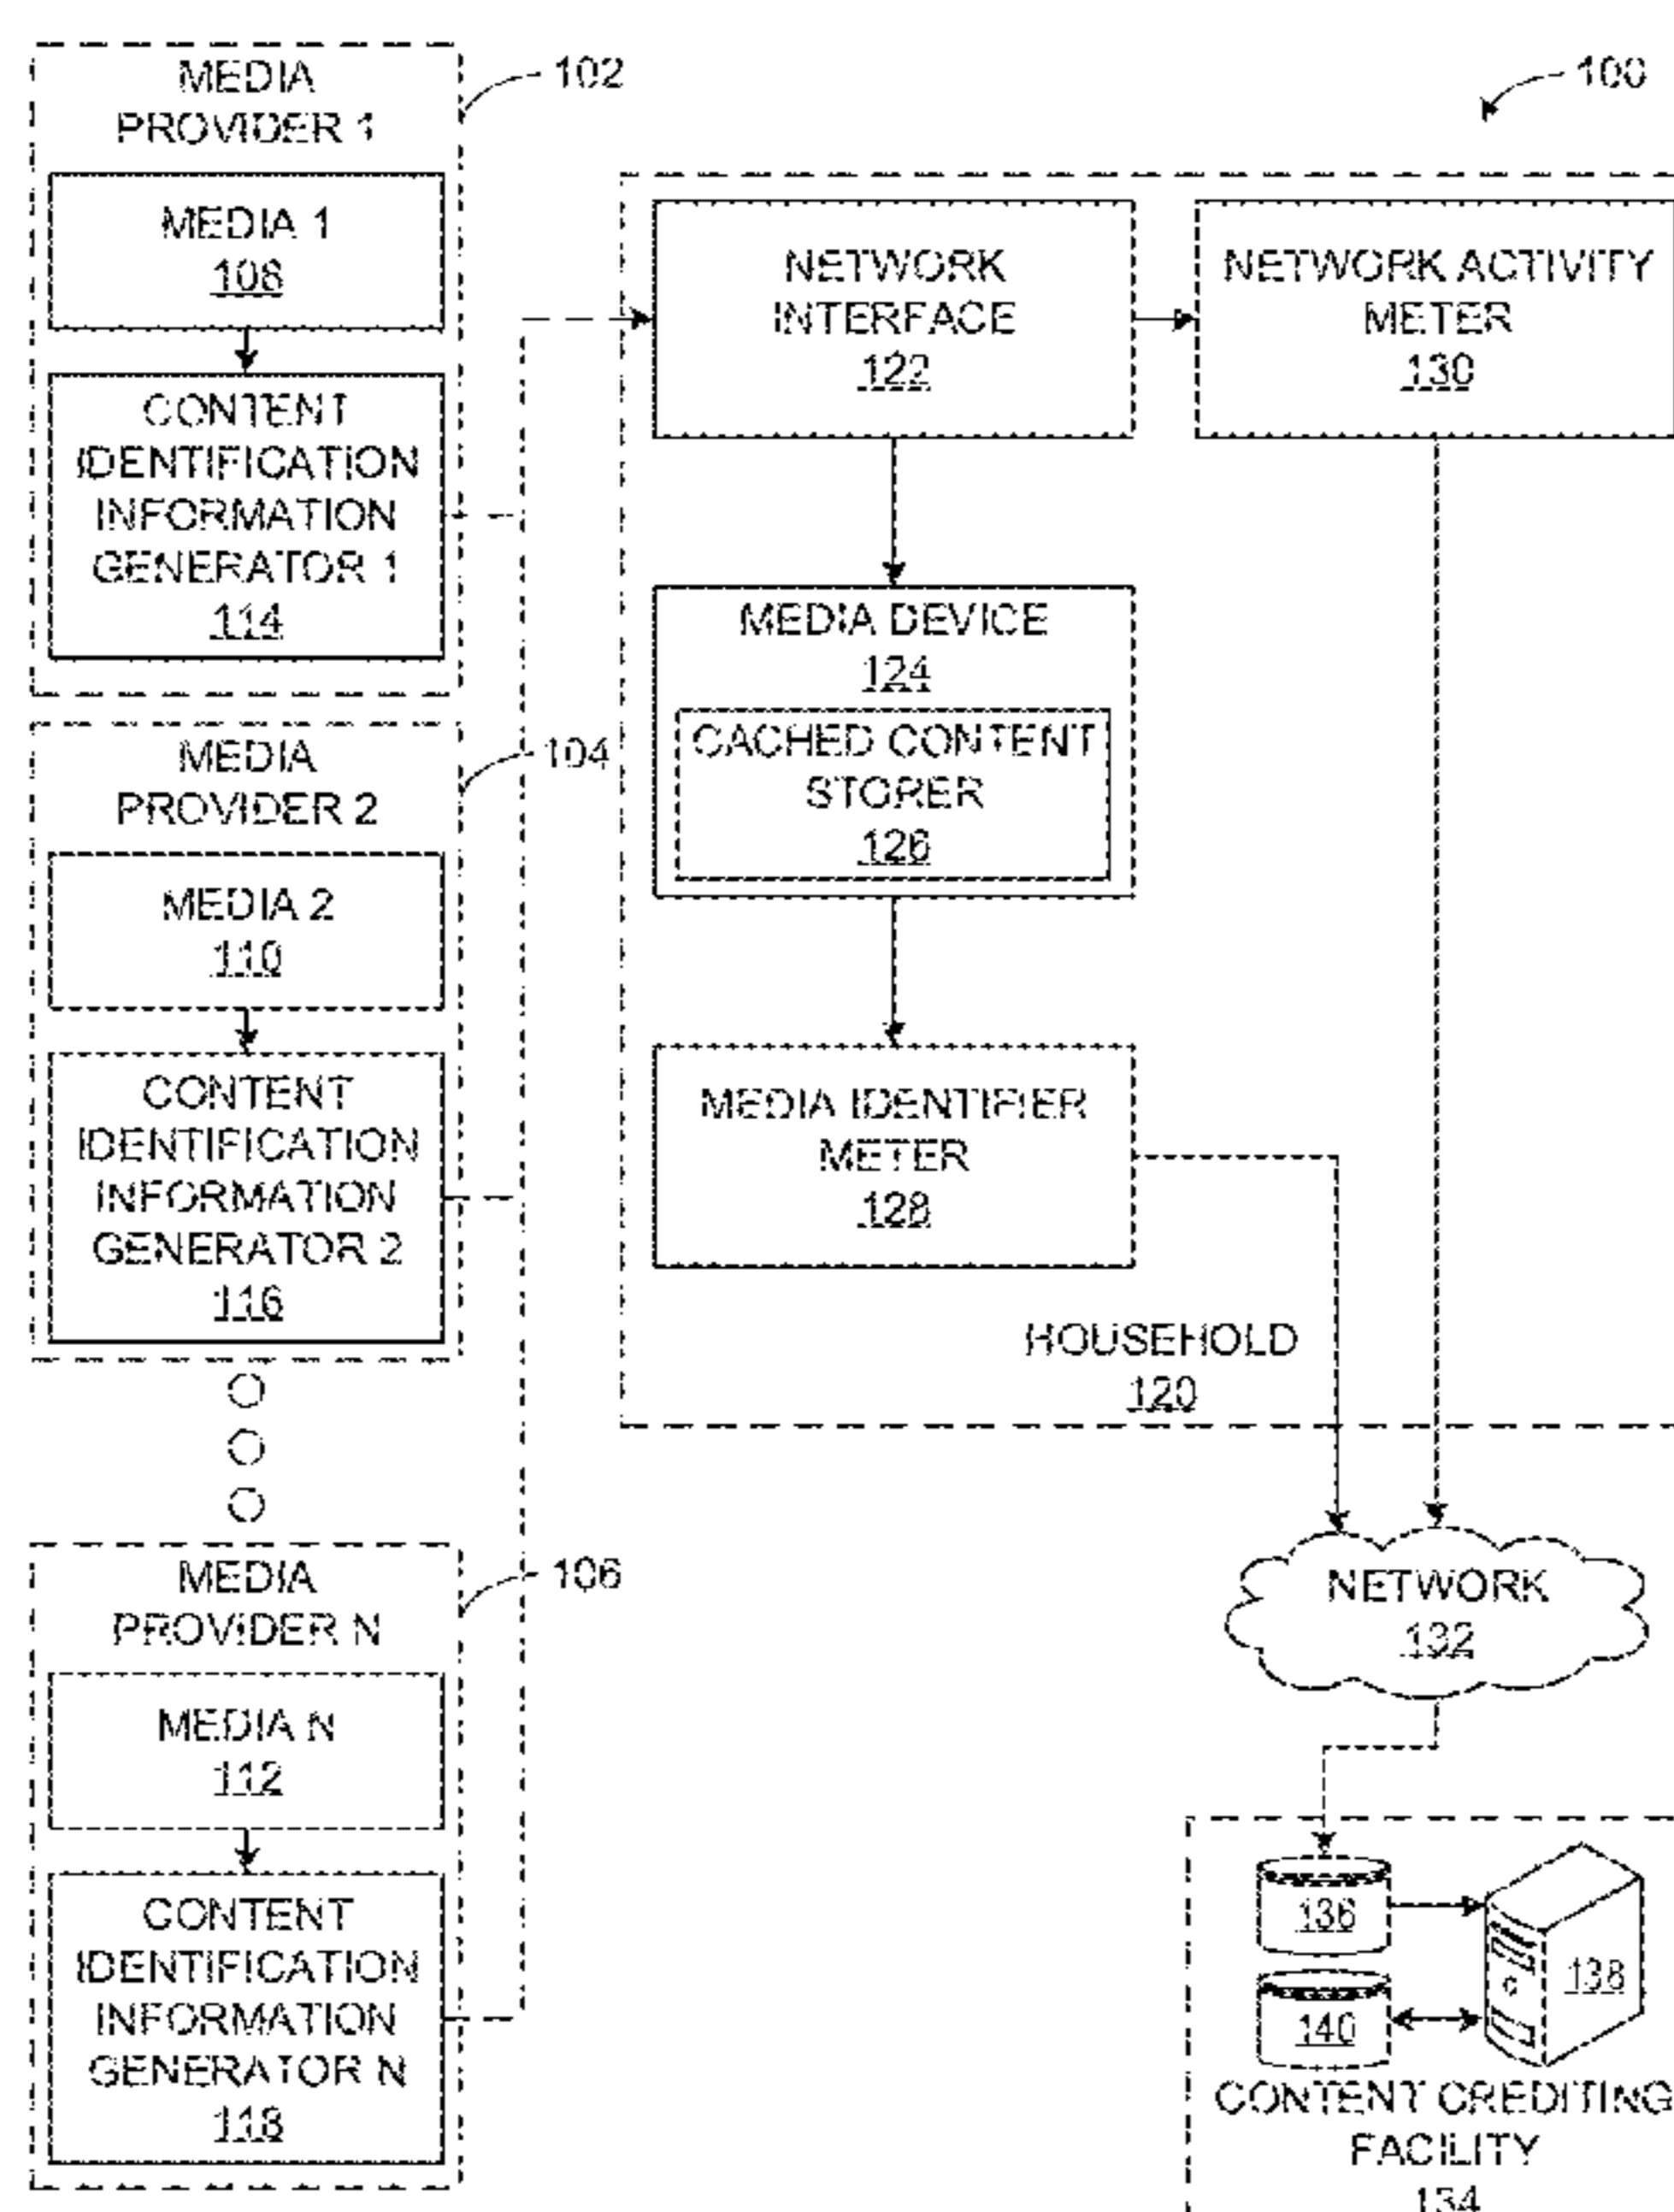 102
100
MEDIA
PROVIDER 1
MEDIA 1
108
CONTENT
IDENTIFICATION
INFORMATION
GENERATOR 1
114
104
MEDIA
PROVIDER 2
MEDIA 2
110
CONTENT
IDENTIFICATION
INFORMATION
GENERATOR 2
116
106
MEDIA
PROVIDER N
MEDIA N
112
CONTENT
IDENTIFICATION
INFORMATION
GENERATOR N
118
NETWORK
INTERFACE
122
NETWORK ACTIVITY
METER
130
MEDIA DEVICE
124
CACHED CONTENT
STORER
126
MEDIA IDENTIFIER
METER
128
HOUSEHOLD
120
NETWORK
132
136
138
140
CONTENT CREDITING
FACILITY
134